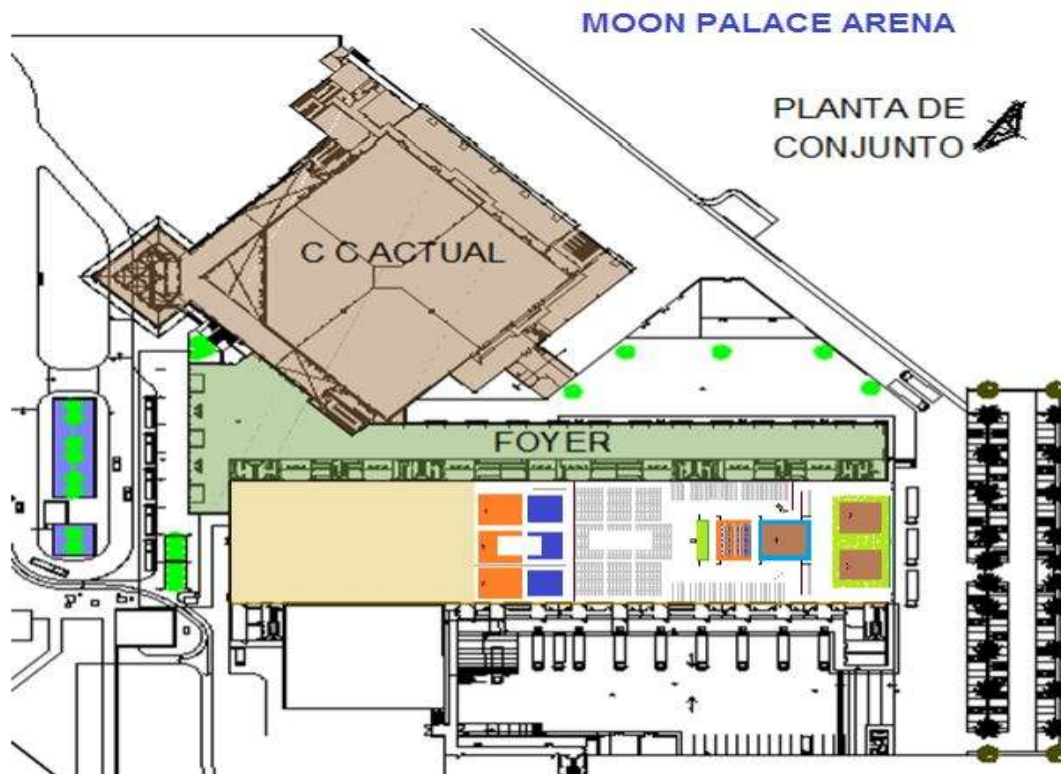 MOON PALACE ARENA
PLANTA DE
CONJUNTO
C C ACTUAL
FOYER